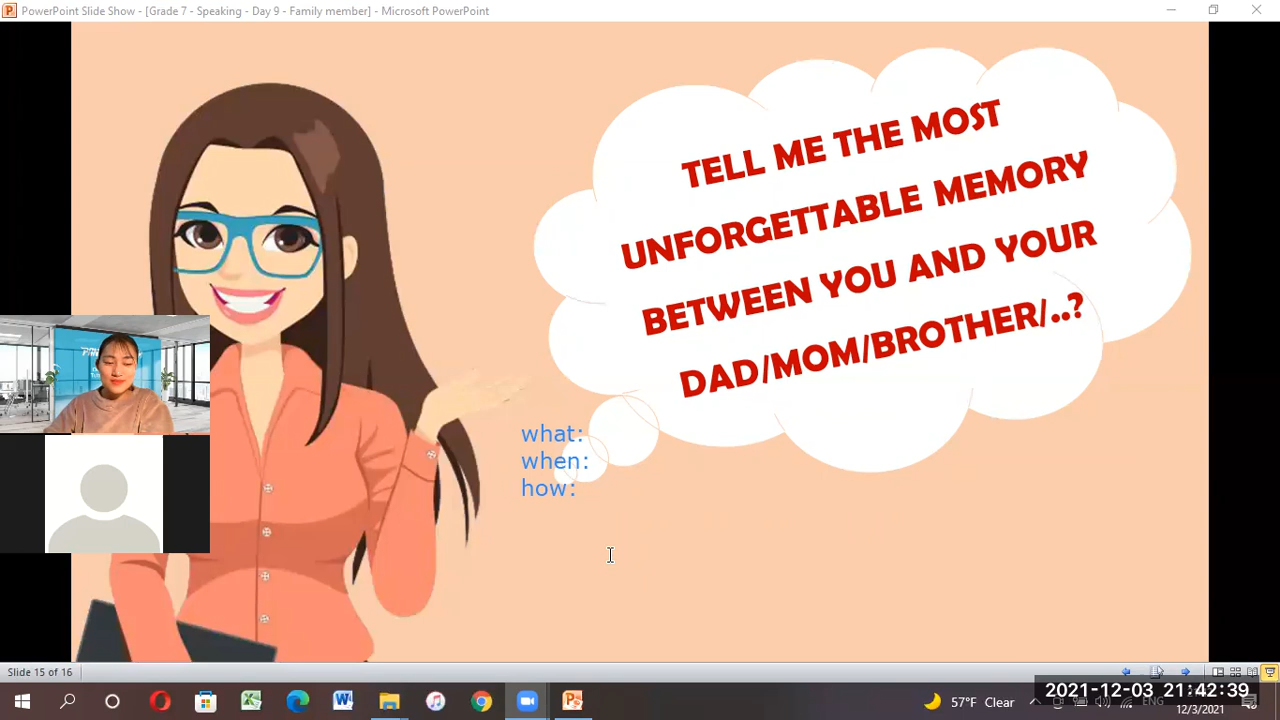 PowerPoint Slide Show - [Grade 7 - Speaking - Day 9 - Family member] - Microsoft PowerPoint
TELL ME THE MOST
UNFORGETTABLE MEMORY
BETWEEN YOU AND YOUR
DAD/MOM/BROTHER/..?
what:
when:
how:
Slide 15 of 16
57°F Clear
2021-12-03 21:42:39
ENG
12/3/2021